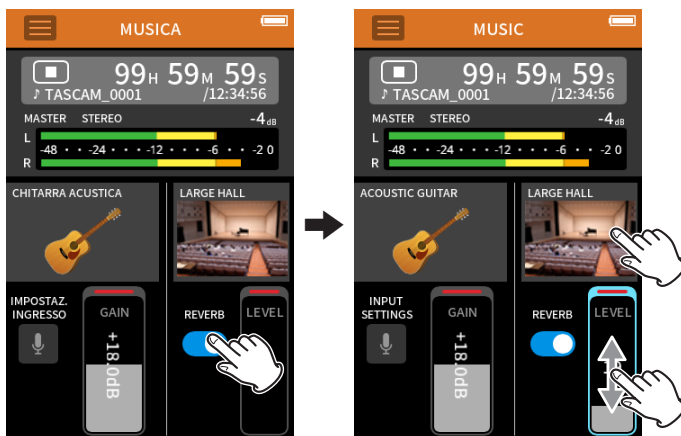 MUSICA
99H 59M 59S
♪ TASCAM_0001 /12:34:56
MASTER STEREO -4dB
L
-48 · · -24 · · · -12 · · · -6 · · -2 0
R
CHITARRA ACUSTICA
LARGE HALL
IMPOSTAZ.
INGRESSO
GAIN
+18.0dB
REVERB
LEVEL
MUSIC
99H 59M 59S
♪ TASCAM_0001 /12:34:56
MASTER STEREO -4dB
L
-48 · · -24 · · · -12 · · · -6 · · -2 0
R
ACOUSTIC GUITAR
LARGE HALL
INPUT
SETTINGS
GAIN
+18.0dB
REVERB
LEVEL